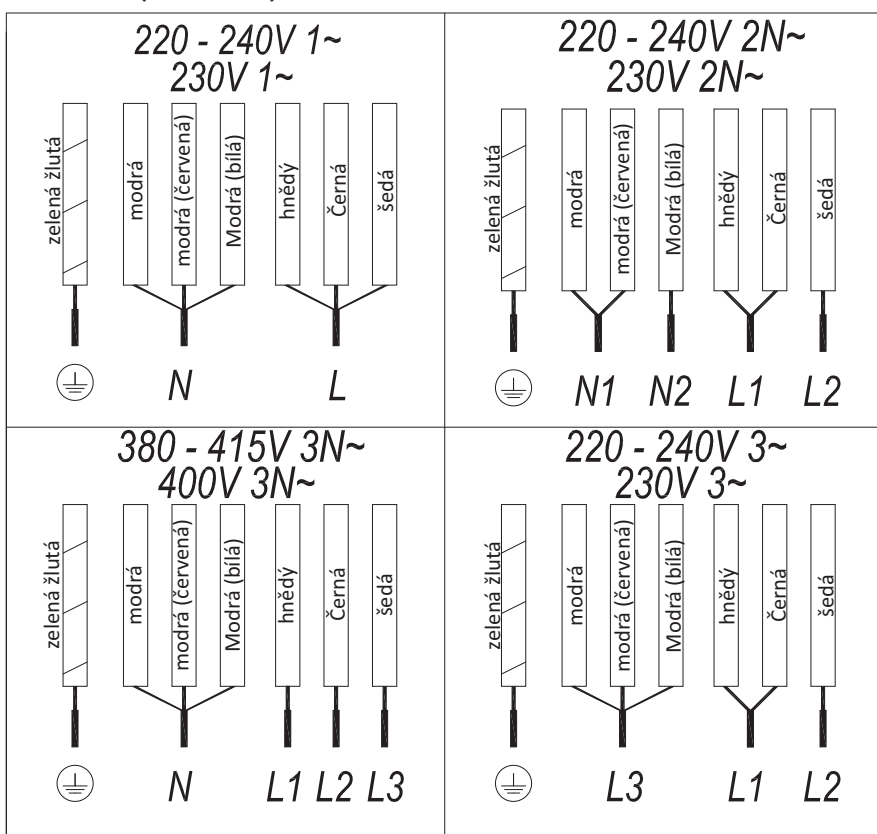 220 - 240V 1~
230V 1~
zelená žlutá
modrá
modrá (červená)
Modrá (bílá)
hnědý
Černá
šedá
N
L
220 - 240V 2N~
230V 2N~
zelená žlutá
modrá
modrá (červená)
Modrá (bílá)
hnědý
Černá
šedá
N1 N2 L1 L2
380 - 415V 3N~
400V 3N~
zelená žlutá
modrá
modrá (červená)
Modrá (bílá)
hnědý
Černá
šedá
N L1 L2 L3
220 - 240V 3~
230V 3~
zelená žlutá
modrá
modrá (červená)
Modrá (bílá)
hnědý
Černá
šedá
L3 L1 L2